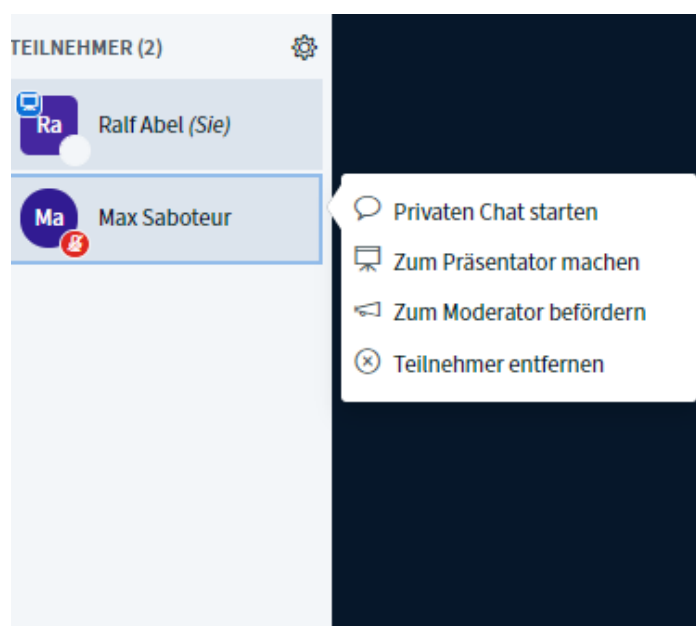 TEILNEHMER (2)
Ra
Ralf Abel (Sie)
Ma
Max Saboteur
Privaten Chat starten
Zum Präsentator machen
Zum Moderator befördern
Teilnehmer entfernen